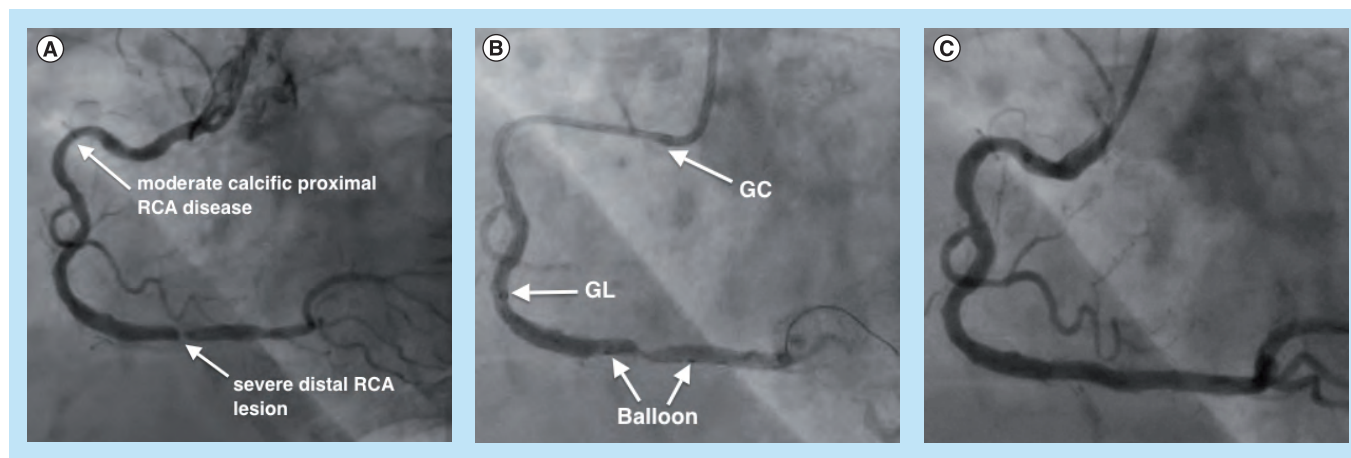 A
moderate calcific proximal
RCA disease
severe distal RCA
lesion
B
GC
GL
Balloon
C